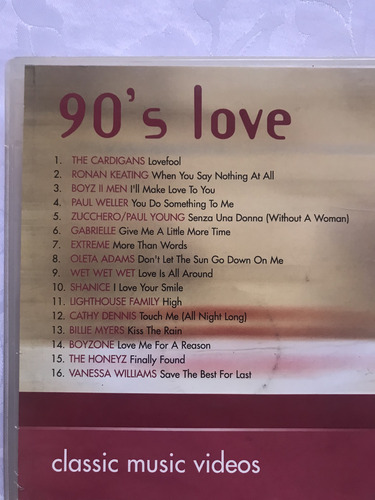 90's love
1. THE CARDIGANS Lovefool
2. RONAN KEATING When You Say Nothing At All
3. BOYZ II MEN I'll Make Love To You
4. PAUL WELLER You Do Something To Me
5. ZUCCHERO/PAUL YOUNG Senza Una Donna (Without A Woman)
6. GABRIELLE Give Me A Little More Time
7. EXTREME More Than Words
8. OLETA ADAMS Don't Let The Sun Go Down On Me
9. WET WET WET Love Is All Around
10. SHANICE I Love Your Smile
11. LIGHTHOUSE FAMILY High
12. CATHY DENNIS Touch Me (All Night Long)
13. BILLIE MYERS Kiss The Rain
14. BOYZONE Love Me For A Reason
15. THE HONEYZ Finally Found
16. VANESSA WILLIAMS Save The Best For Last
classic music videos